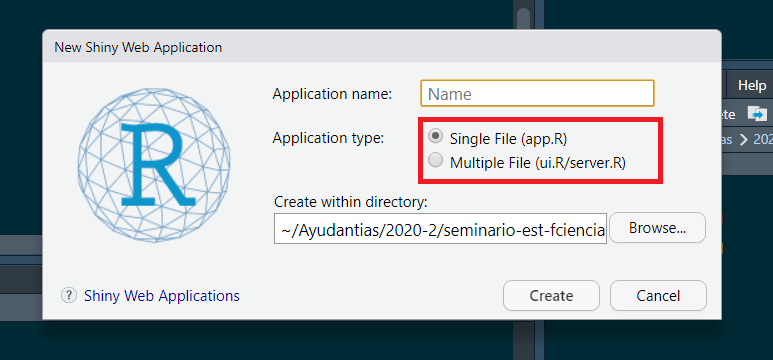 New Shiny Web Application
Application name: Name
Application type: Single File (app.R)
Multiple File (ui.R/server.R)
Create within directory:
~/Ayudantias/2020-2/seminario-est-fciencia
Browse...
? Shiny Web Applications
Create
Cancel
R
Help
ete
as
202